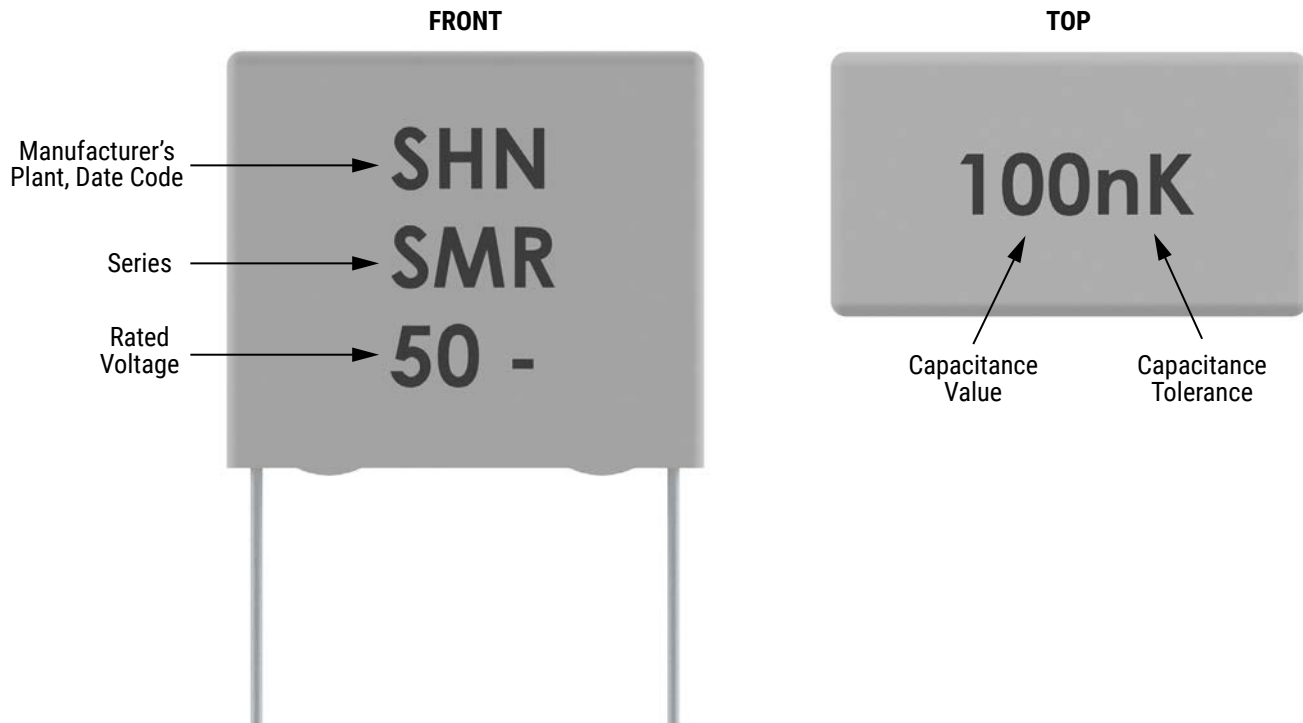 FRONT
TOP
Manufacturer's
Plant, Date Code
SHN
Series
SMR
Rated
Voltage
50 -
100nK
Capacitance
Value
Capacitance
Tolerance